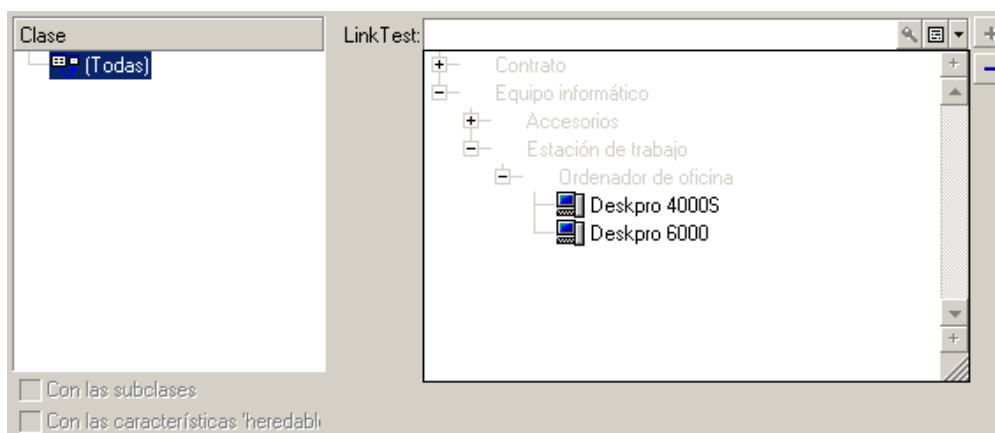 Clase
(Todas)
LinkTest:
Contrato
Equipo informático
Accesorios
Estación de trabajo
Ordenador de oficina
Deskpro 4000S
Deskpro 6000
Con las subclases
Con las características 'heredabl